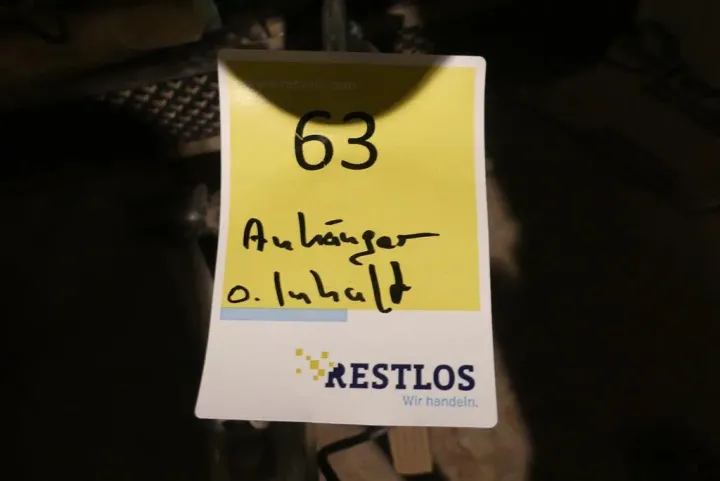 63
Anhänger
o. Inhalt
RESTLOS
Wir handeln.